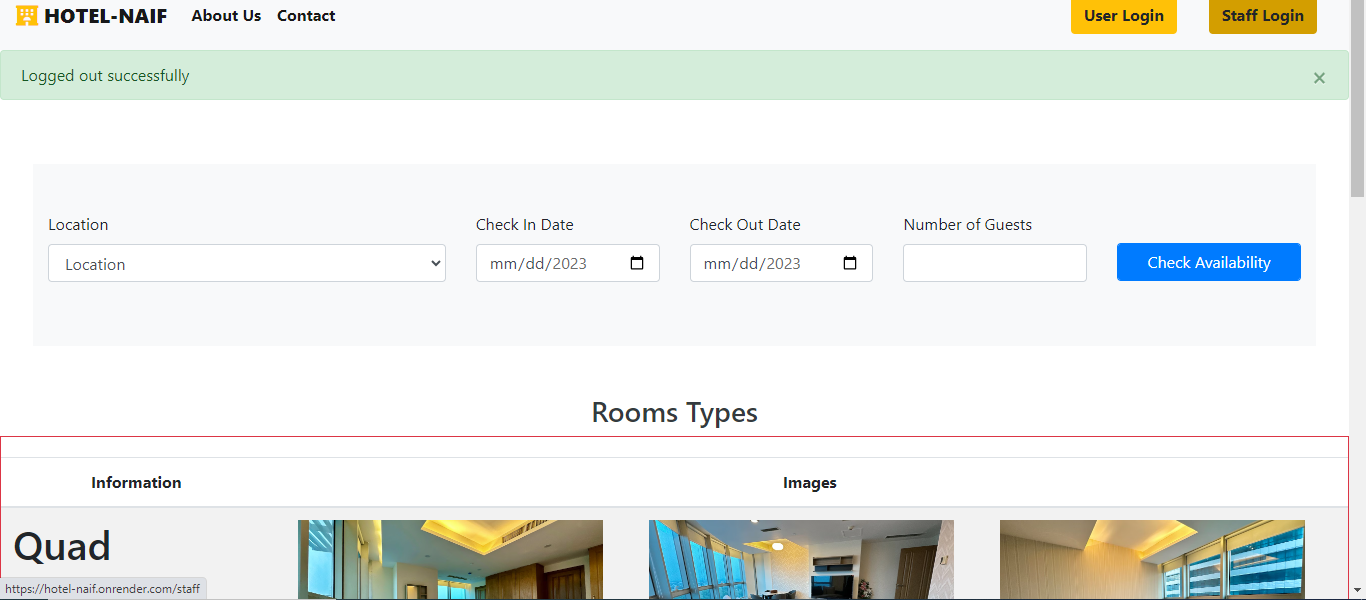 HOTEL-NAIF About Us Contact User Login Staff Login
Logged out successfully ×
Location Check In Date Check Out Date Number of Guests
Location mm/dd/2023 mm/dd/2023 Check Availability
Rooms Types
Information Images
Quad
https://hotel-naif.onrender.com/staff